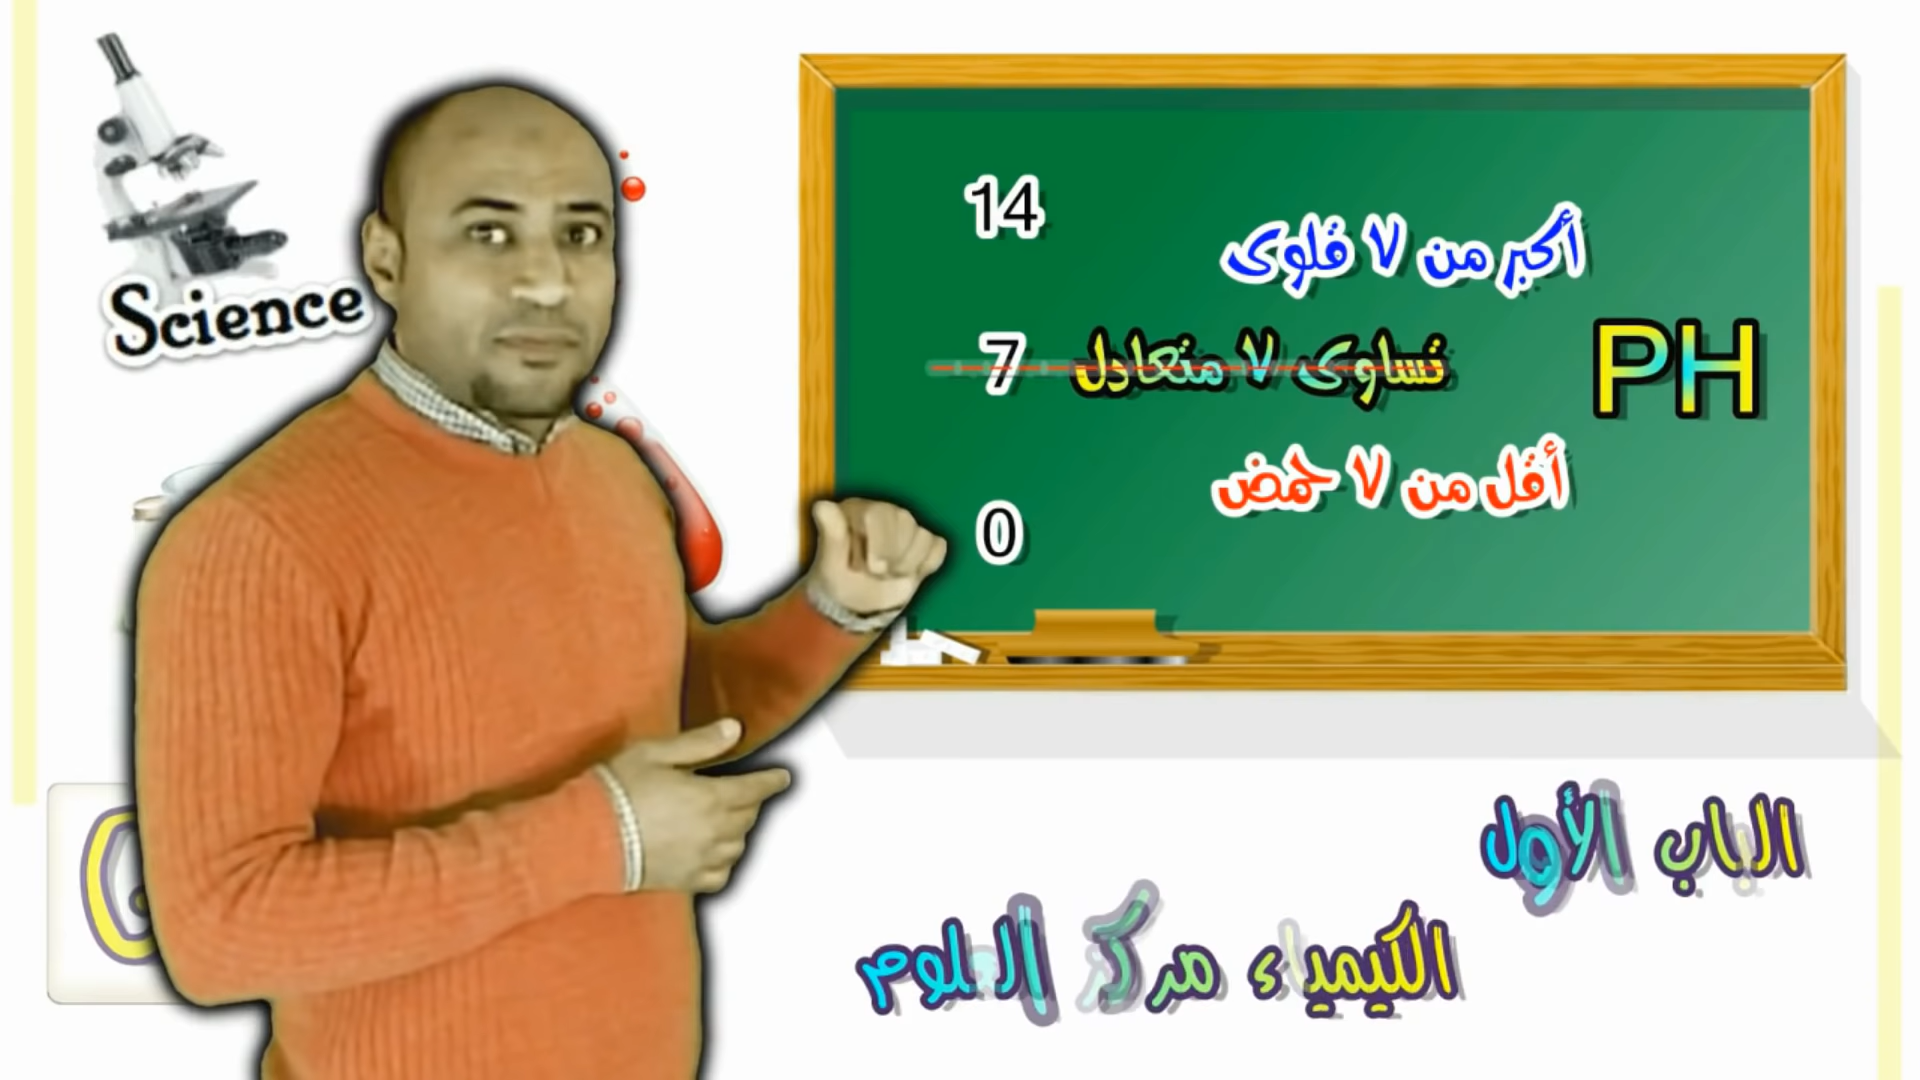 Science
14
أكبر من ٧ قلوى
PH
7
تساوى ٧ متعادل
أقل من ٧ حمض
0
الباب الأول
الكيمياء مركز العلوم